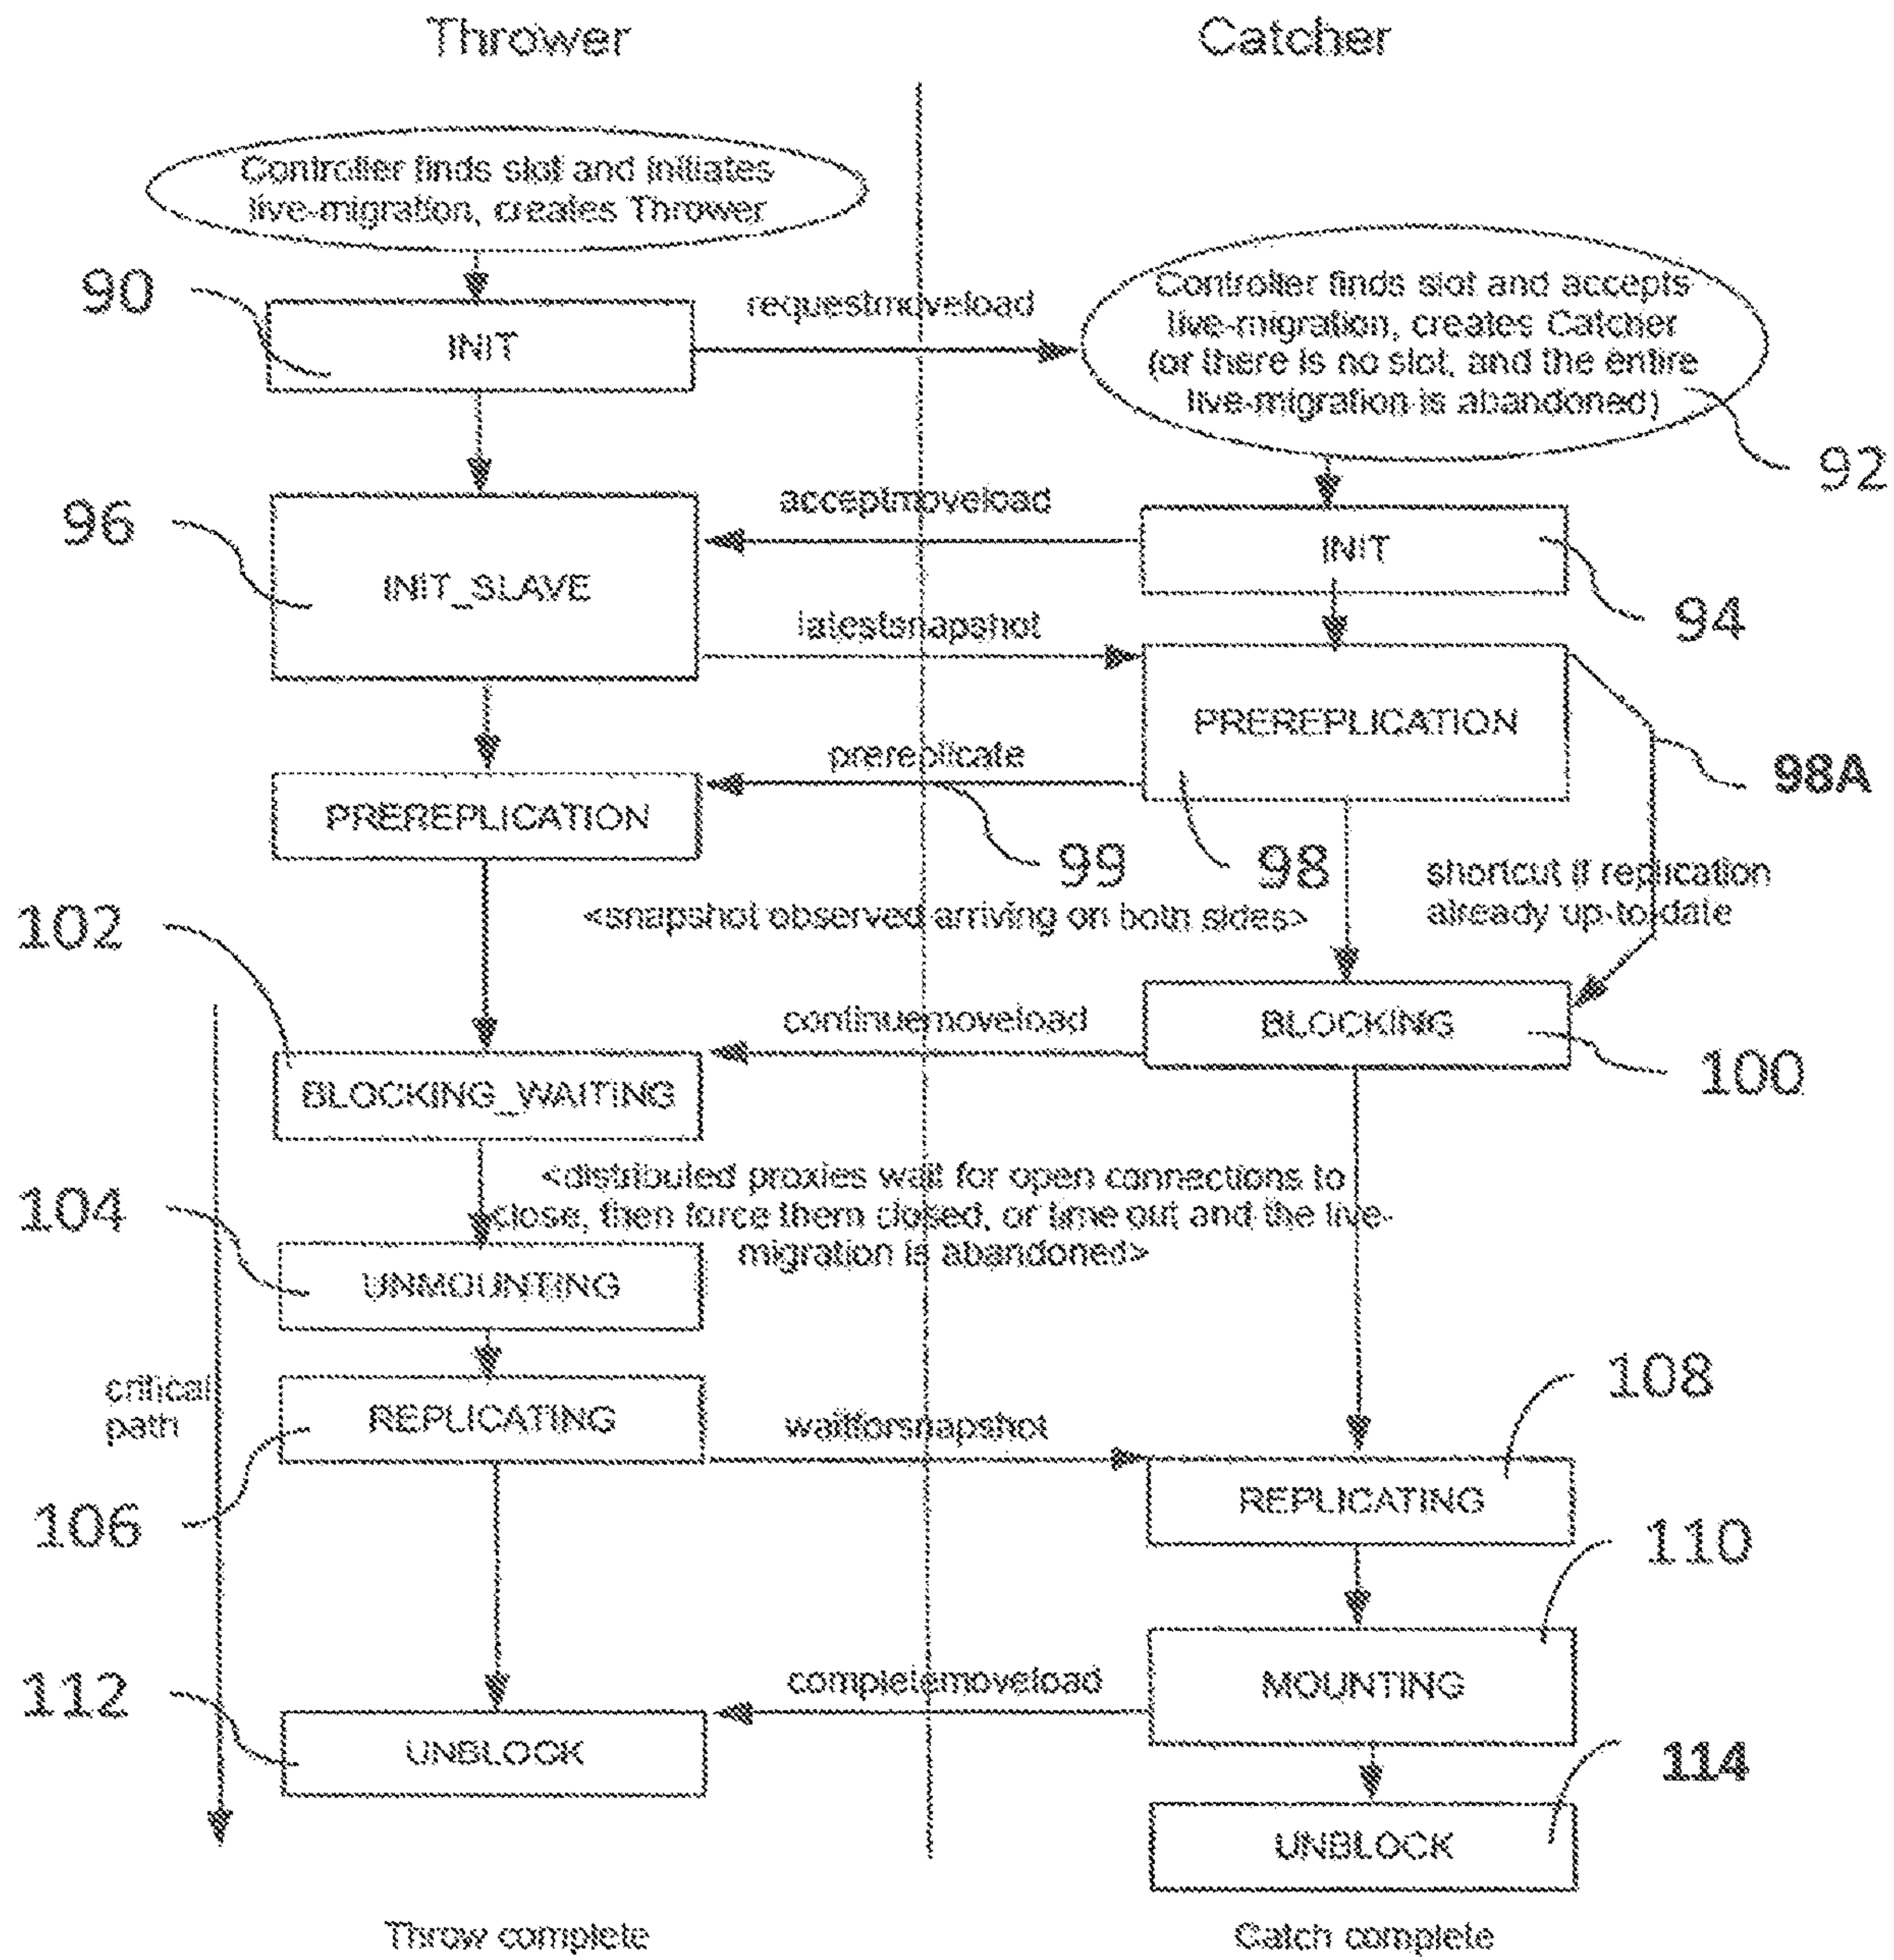 Thrower
Catcher
Controller finds slot and initiates
live-migration, creates Thrower
90
INIT
requestmoveload
Controller finds slot and accepts
live-migration, creates Catcher
(or there is no slot, and the entire
live-migration is abandoned)
92
96
INIT_SLAVE
acceptmoveload
INIT
94
latestsnapshot
PREREPLICATION
98A
prereplicate
PREREPLICATION
99
98
shortcut if replication
already up-to-date
<snapshot observed arriving on both sides>
102
continuemoveload
BLOCKING
100
BLOCKING_WAITING
<distributed proxies wait for open connections to
close, then force them closed, or time out and the live-
migration is abandoned>
104
UNMOUNTING
critical
path
REPLICATING
106
waitforsnapshot
108
REPLICATING
110
MOUNTING
completemoveload
112
UNBLOCK
114
UNBLOCK
Throw complete
Catch complete